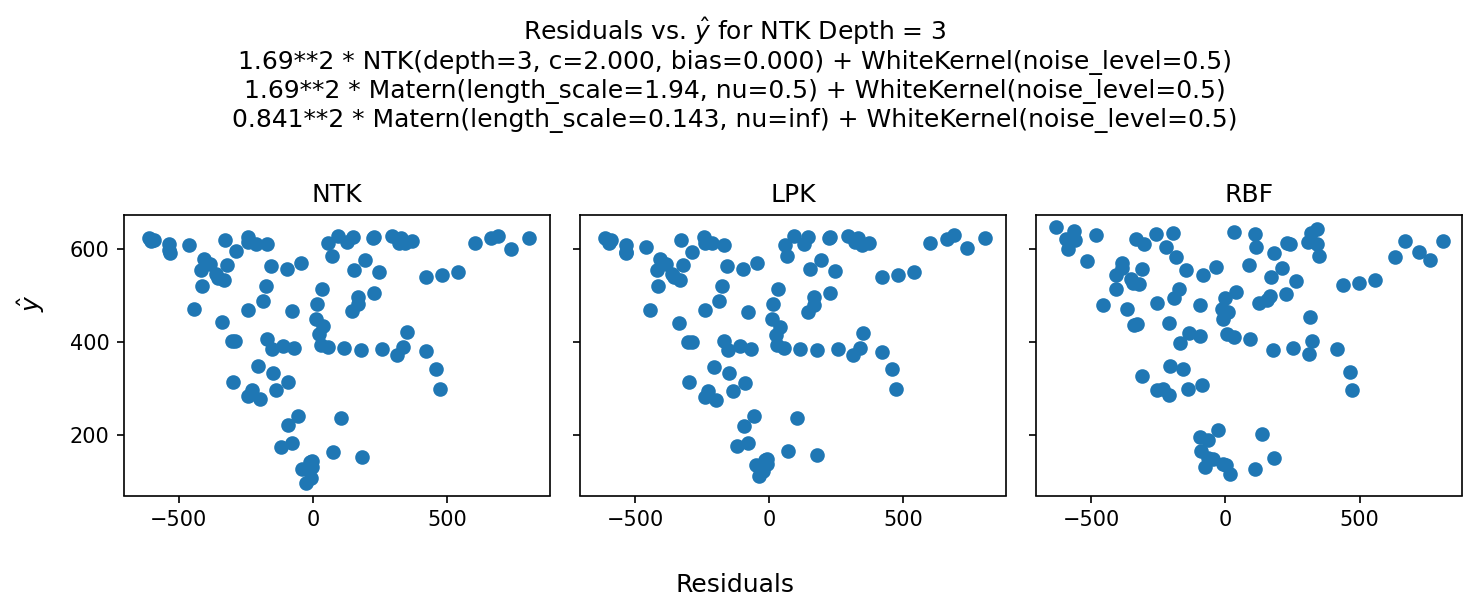 Residuals vs. ŷ for NTK Depth = 3
1.69**2 * NTK(depth=3, c=2.000, bias=0.000) + WhiteKernel(noise_level=0.5)
1.69**2 * Matern(length_scale=1.94, nu=0.5) + WhiteKernel(noise_level=0.5)
0.841**2 * Matern(length_scale=0.143, nu=inf) + WhiteKernel(noise_level=0.5)
NTK LPK RBF
600
400
200
ŷ
−500 0 500 −500 0 500 −500 0 500
Residuals